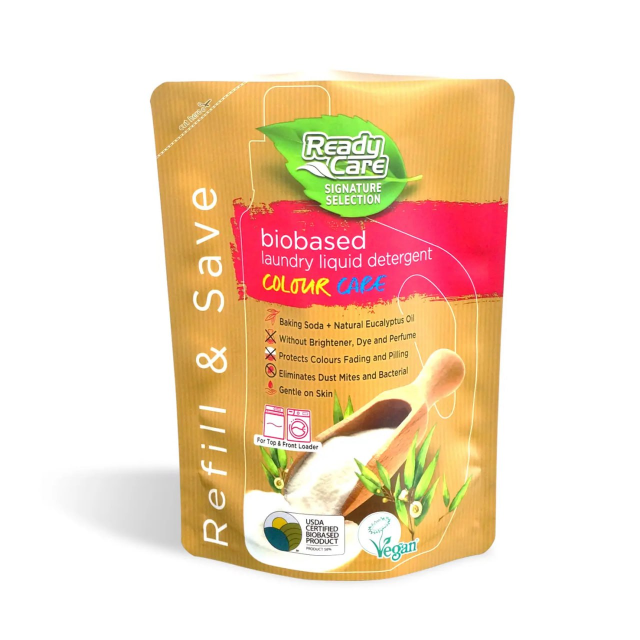 cut here
Ready
Care
SIGNATURE
SELECTION
Refill & Save
biobased
laundry liquid detergent
COLOUR CARE
Baking Soda + Natural Eucalyptus Oil
Without Brightener, Dye and Perfume
Protects Colours Fading and Pilling
Eliminates Dust Mites and Bacterial
Gentle on Skin
For Top & Front Loader
USDA
CERTIFIED
BIOBASED
PRODUCT
Vegan